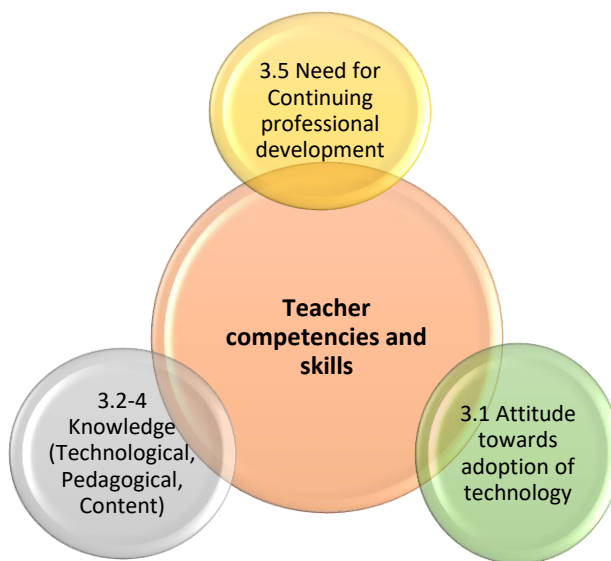 3.5 Need for
Continuing
professional
development
Teacher
competencies and
skills
3.2-4
Knowledge
(Technological,
Pedagogical,
Content)
3.1 Attitude
towards
adoption of
technology